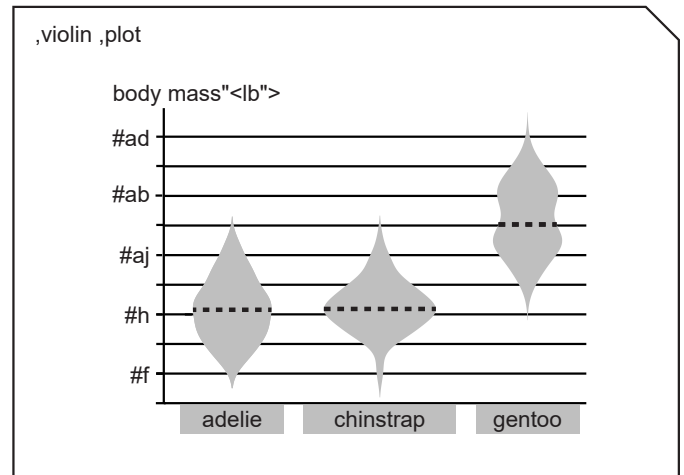 ,violin ,plot
body mass"<lb">
#ad
#ab
#aj
#h
#f
adelie chinstrap gentoo